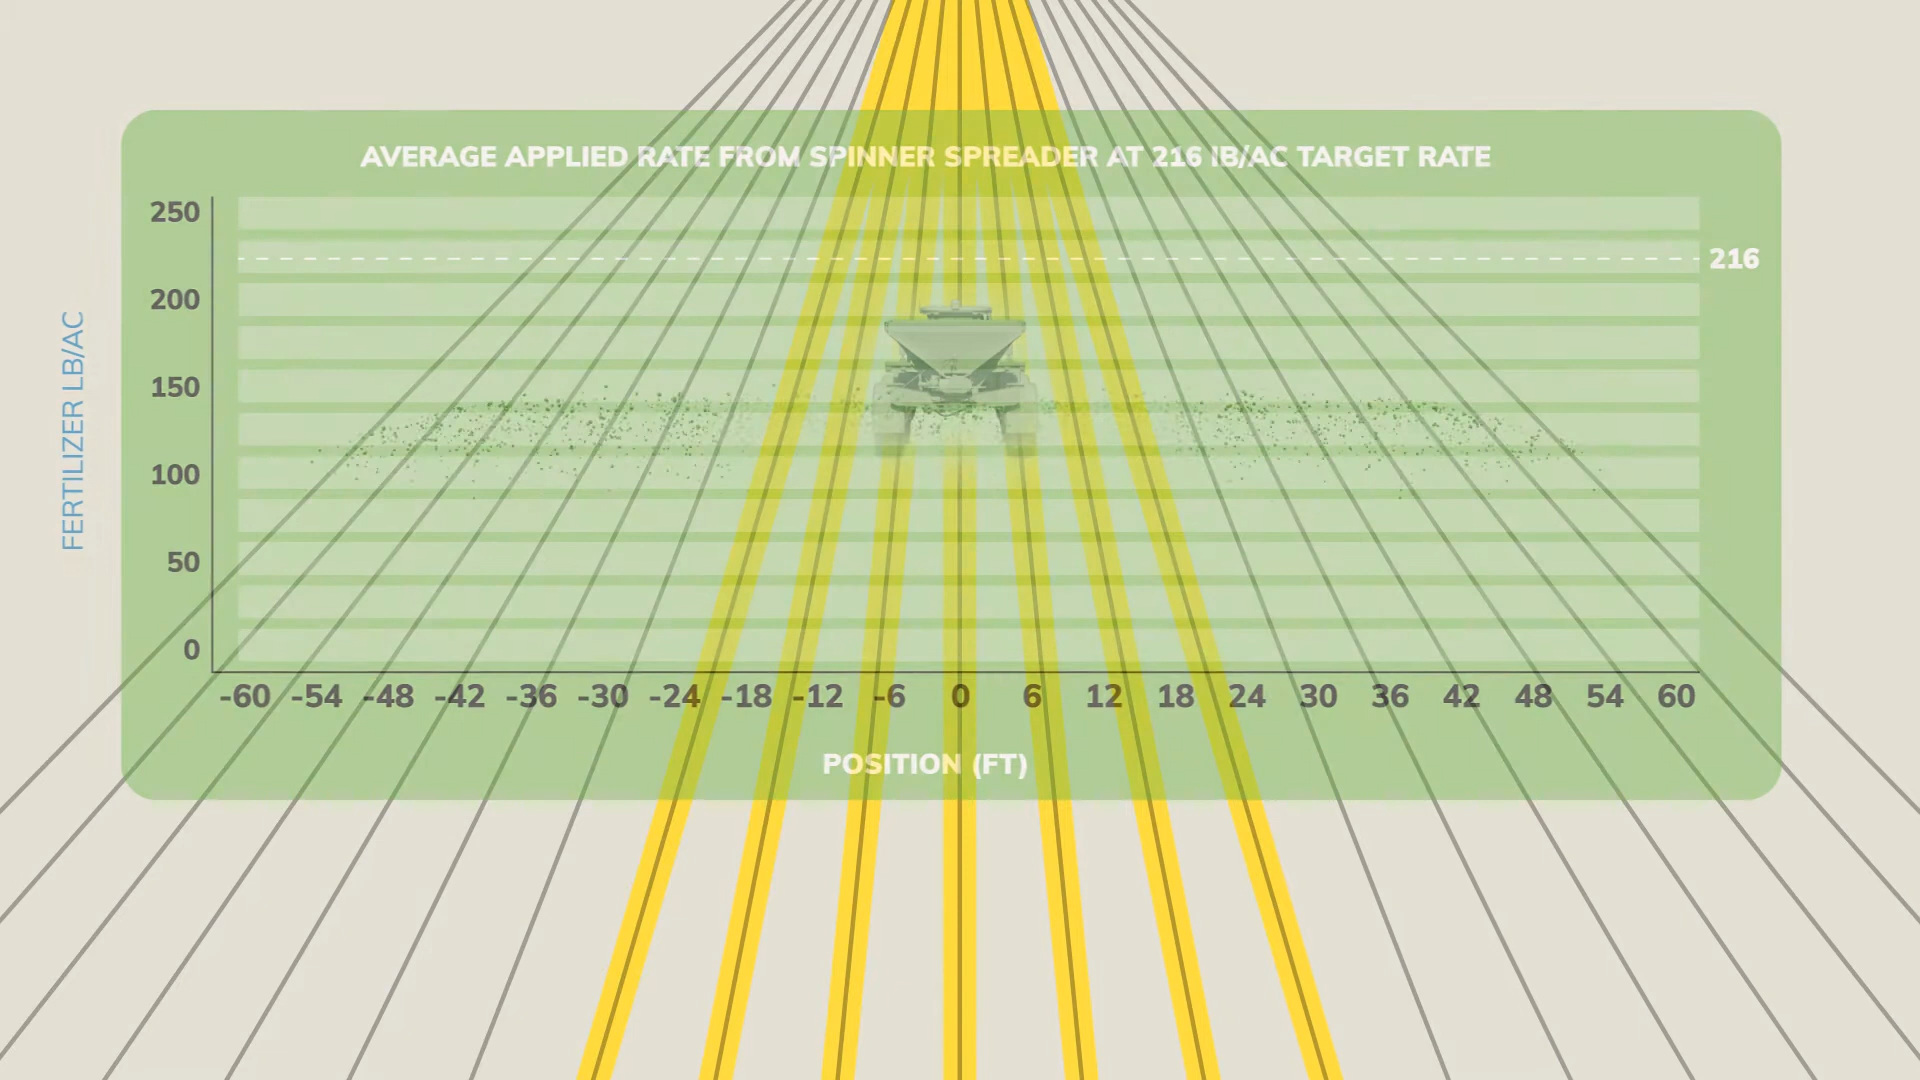 AVERAGE APPLIED RATE FROM SPINNER SPREADER AT 216 lB/AC TARGET RATE
250
216
200
150
100
50
0
FERTILIZER LB/AC
-60 -54 -48 -42 -36 -30 -24 -18 -12 -6 0 6 12 18 24 30 36 42 48 54 60
POSITION (FT)